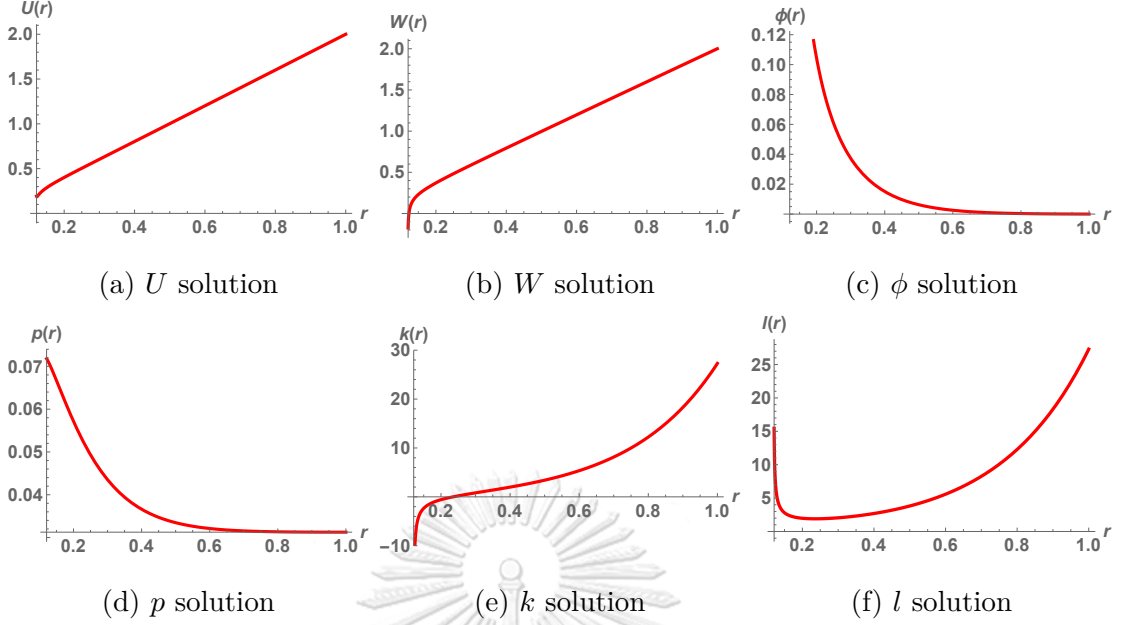 U(r)
2.0
1.5
1.0
0.5
0.2 0.4 0.6 0.8 1.0 r
(a) U solution
W(r)
2.0
1.5
1.0
0.5
0.2 0.4 0.6 0.8 1.0 r
(b) W solution
ϕ(r)
0.12
0.10
0.08
0.06
0.04
0.02
0.2 0.4 0.6 0.8 1.0 r
(c) ϕ solution
p(r)
0.07
0.06
0.05
0.04
0.2 0.4 0.6 0.8 1.0 r
(d) p solution
k(r)
30
20
10
−10
0.2 0.4 0.6 0.8 1.0 r
(e) k solution
l(r)
25
20
15
10
5
0.2 0.4 0.6 0.8 1.0 r
(f) l solution